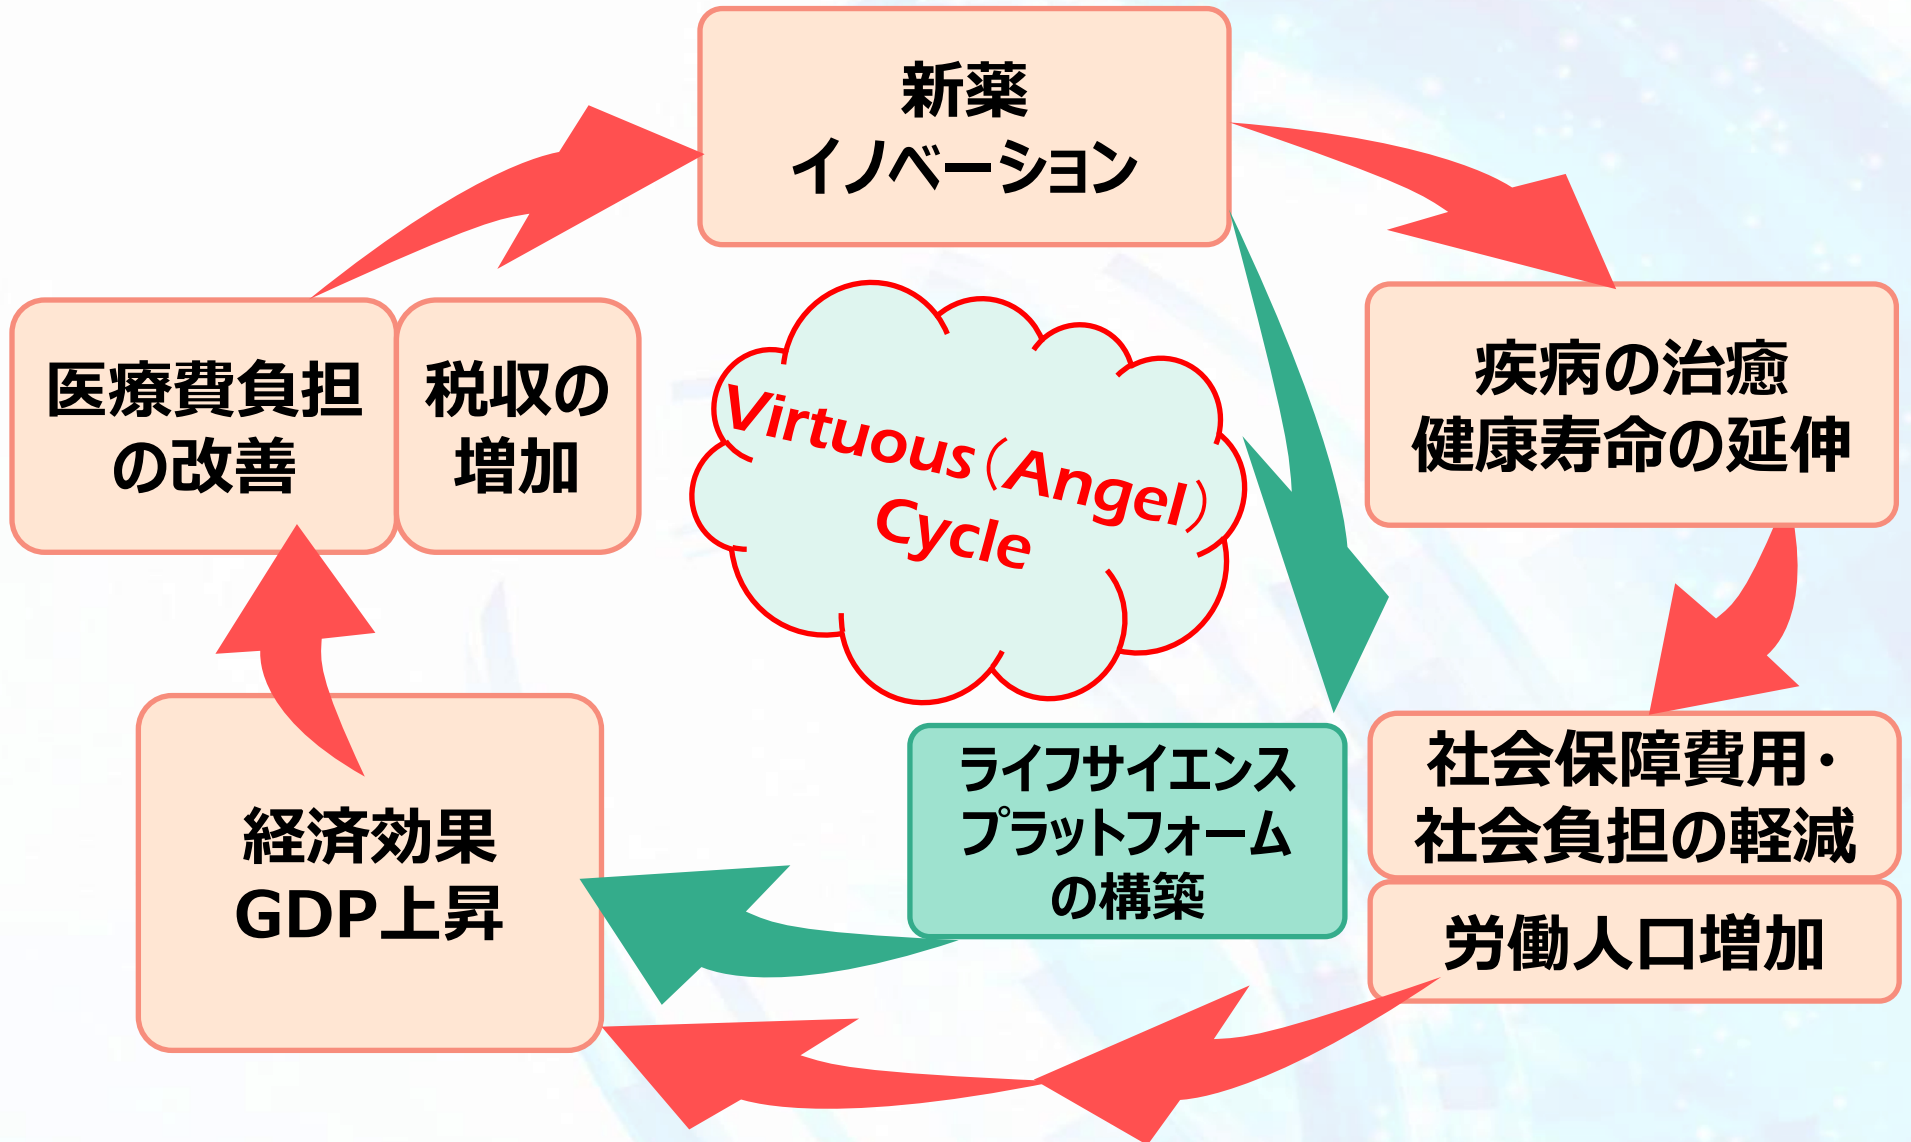 新薬
イノベーション
疾病の治癒
健康寿命の延伸
社会保障費用・
社会負担の軽減
労働人口増加
ライフサイエンス
プラットフォーム
の構築
経済効果
GDP上昇
医療費負担
の改善
税収の
増加
Virtuous（Angel）
Cycle